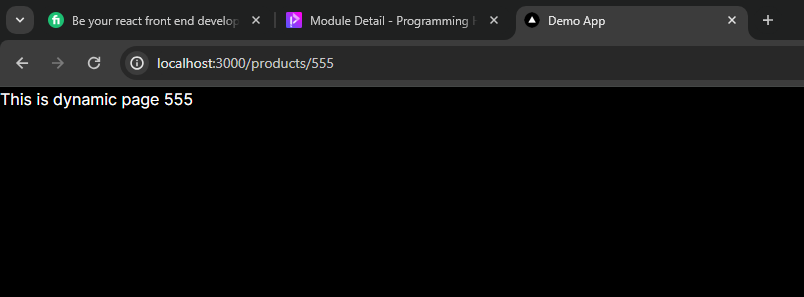 Be your react front end develop
Module Detail - Programming H
Demo App
localhost:3000/products/555
This is dynamic page 555